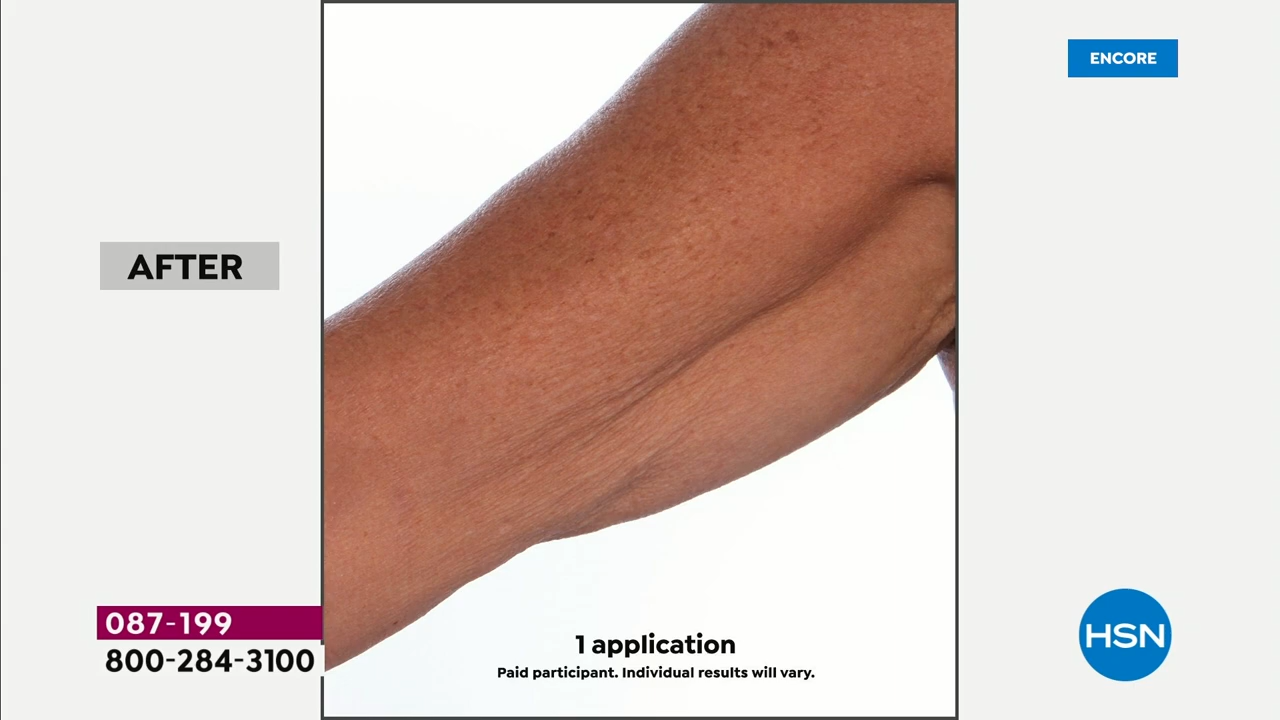 ENCORE
AFTER
087-199
800-284-3100
1 application
Paid participant. Individual results will vary.
HSN